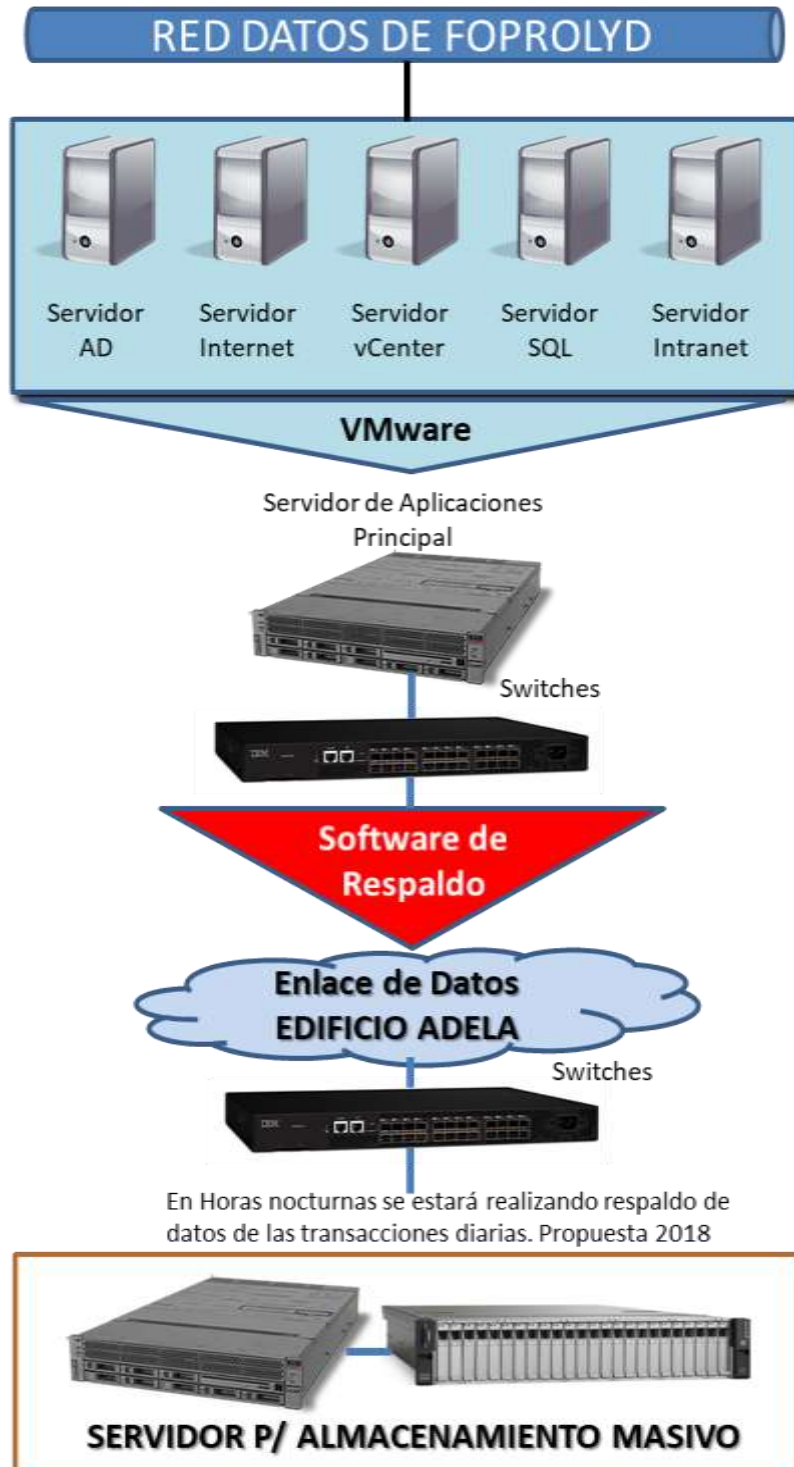 RED DATOS DE FOPROLYD
Servidor
AD
Servidor
Internet
Servidor
vCenter
Servidor
SQL
Servidor
Intranet
VMware
Servidor de Aplicaciones
Principal
Switches
IBM
Software de
Respaldo
Enlace de Datos
EDIFICIO ADELA
Switches
IBM
En Horas nocturnas se estará realizando respaldo de
datos de las transacciones diarias. Propuesta 2018
SERVIDOR P/ ALMACENAMIENTO MASIVO